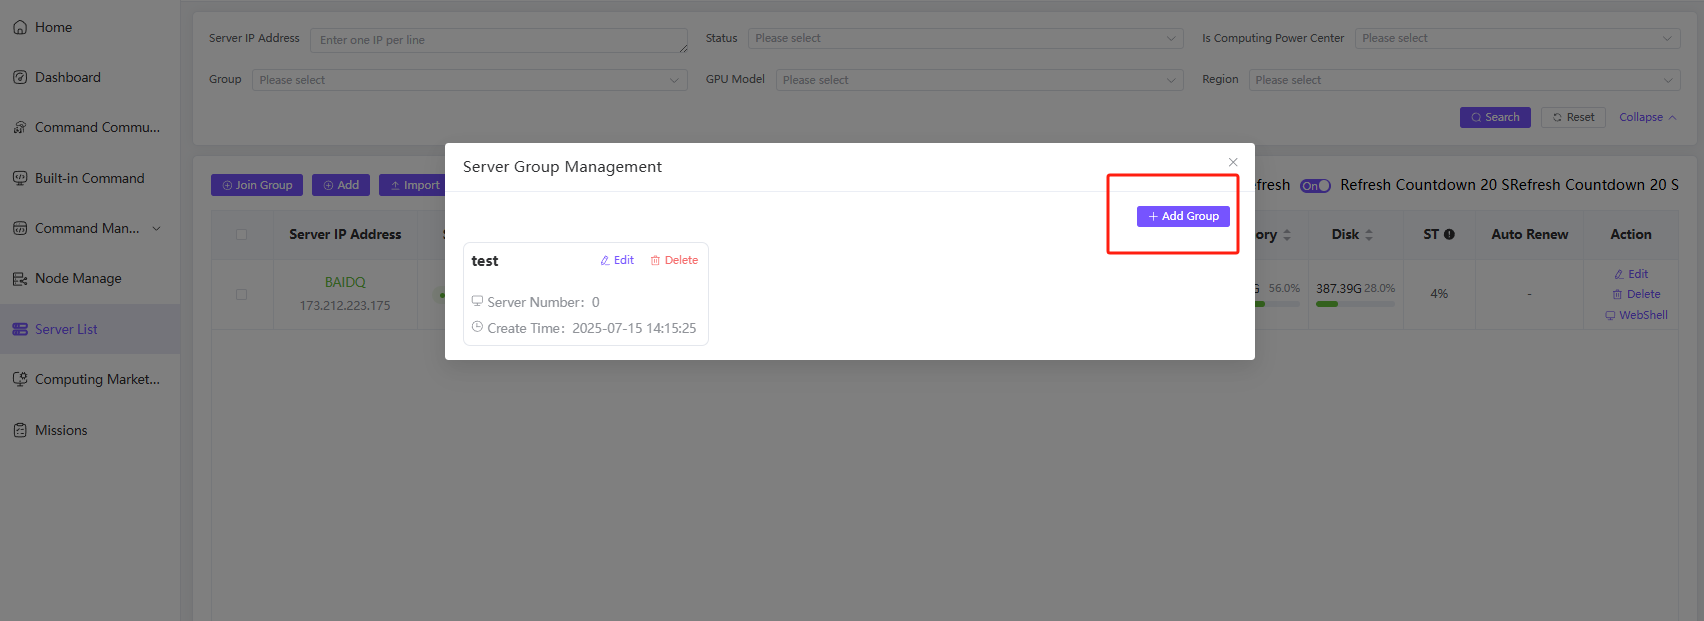 Home
Dashboard
Command Commu...
Built-in Command
Command Man...
Node Manage
Server List
Computing Market...
Missions
Server IP Address Enter one IP per line Status Please select Is Computing Power Center Please select
Group Please select GPU Model Please select Region Please select
Search Reset Collapse
Join Group Add Import
efresh On Refresh Countdown 20 SRefresh Countdown 20 S
Server IP Address ory Disk ST Auto Renew Action
BAIDQ
173.212.223.175
G 56.0% 387.39G 28.0% 4% -
Edit
Delete
WebShell
Server Group Management
+ Add Group
test Edit Delete
Server Number: 0
Create Time: 2025-07-15 14:15:25